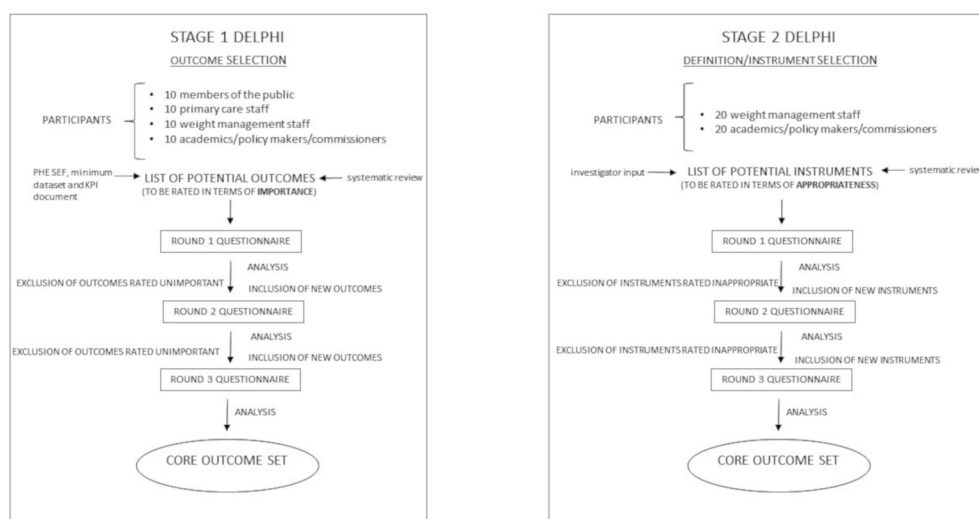 STAGE 1 DELPHI
OUTCOME SELECTION
PARTICIPANTS
• 10 members of the public
• 10 primary care staff
• 10 weight management staff
• 10 academics/policy makers/commissioners
PHE SEF, minimum
dataset and KPI
document
LIST OF POTENTIAL OUTCOMES
(TO BE RATED IN TERMS OF IMPORTANCE)
systematic review
ROUND 1 QUESTIONNAIRE
ANALYSIS
EXCLUSION OF OUTCOMES RATED UNIMPORTANT
INCLUSION OF NEW OUTCOMES
ROUND 2 QUESTIONNAIRE
ANALYSIS
EXCLUSION OF OUTCOMES RATED UNIMPORTANT
INCLUSION OF NEW OUTCOMES
ROUND 3 QUESTIONNAIRE
ANALYSIS
CORE OUTCOME SET
STAGE 2 DELPHI
DEFINITION/INSTRUMENT SELECTION
PARTICIPANTS
• 20 weight management staff
• 20 academics/policy makers/commissioners
investigator input
LIST OF POTENTIAL INSTRUMENTS
(TO BE RATED IN TERMS OF APPROPRIATENESS)
systematic review
ROUND 1 QUESTIONNAIRE
ANALYSIS
EXCLUSION OF INSTRUMENTS RATED INAPPROPRIATE
INCLUSION OF NEW INSTRUMENTS
ROUND 2 QUESTIONNAIRE
ANALYSIS
EXCLUSION OF INSTRUMENTS RATED INAPPROPRIATE
INCLUSION OF NEW INSTRUMENTS
ROUND 3 QUESTIONNAIRE
ANALYSIS
CORE OUTCOME SET